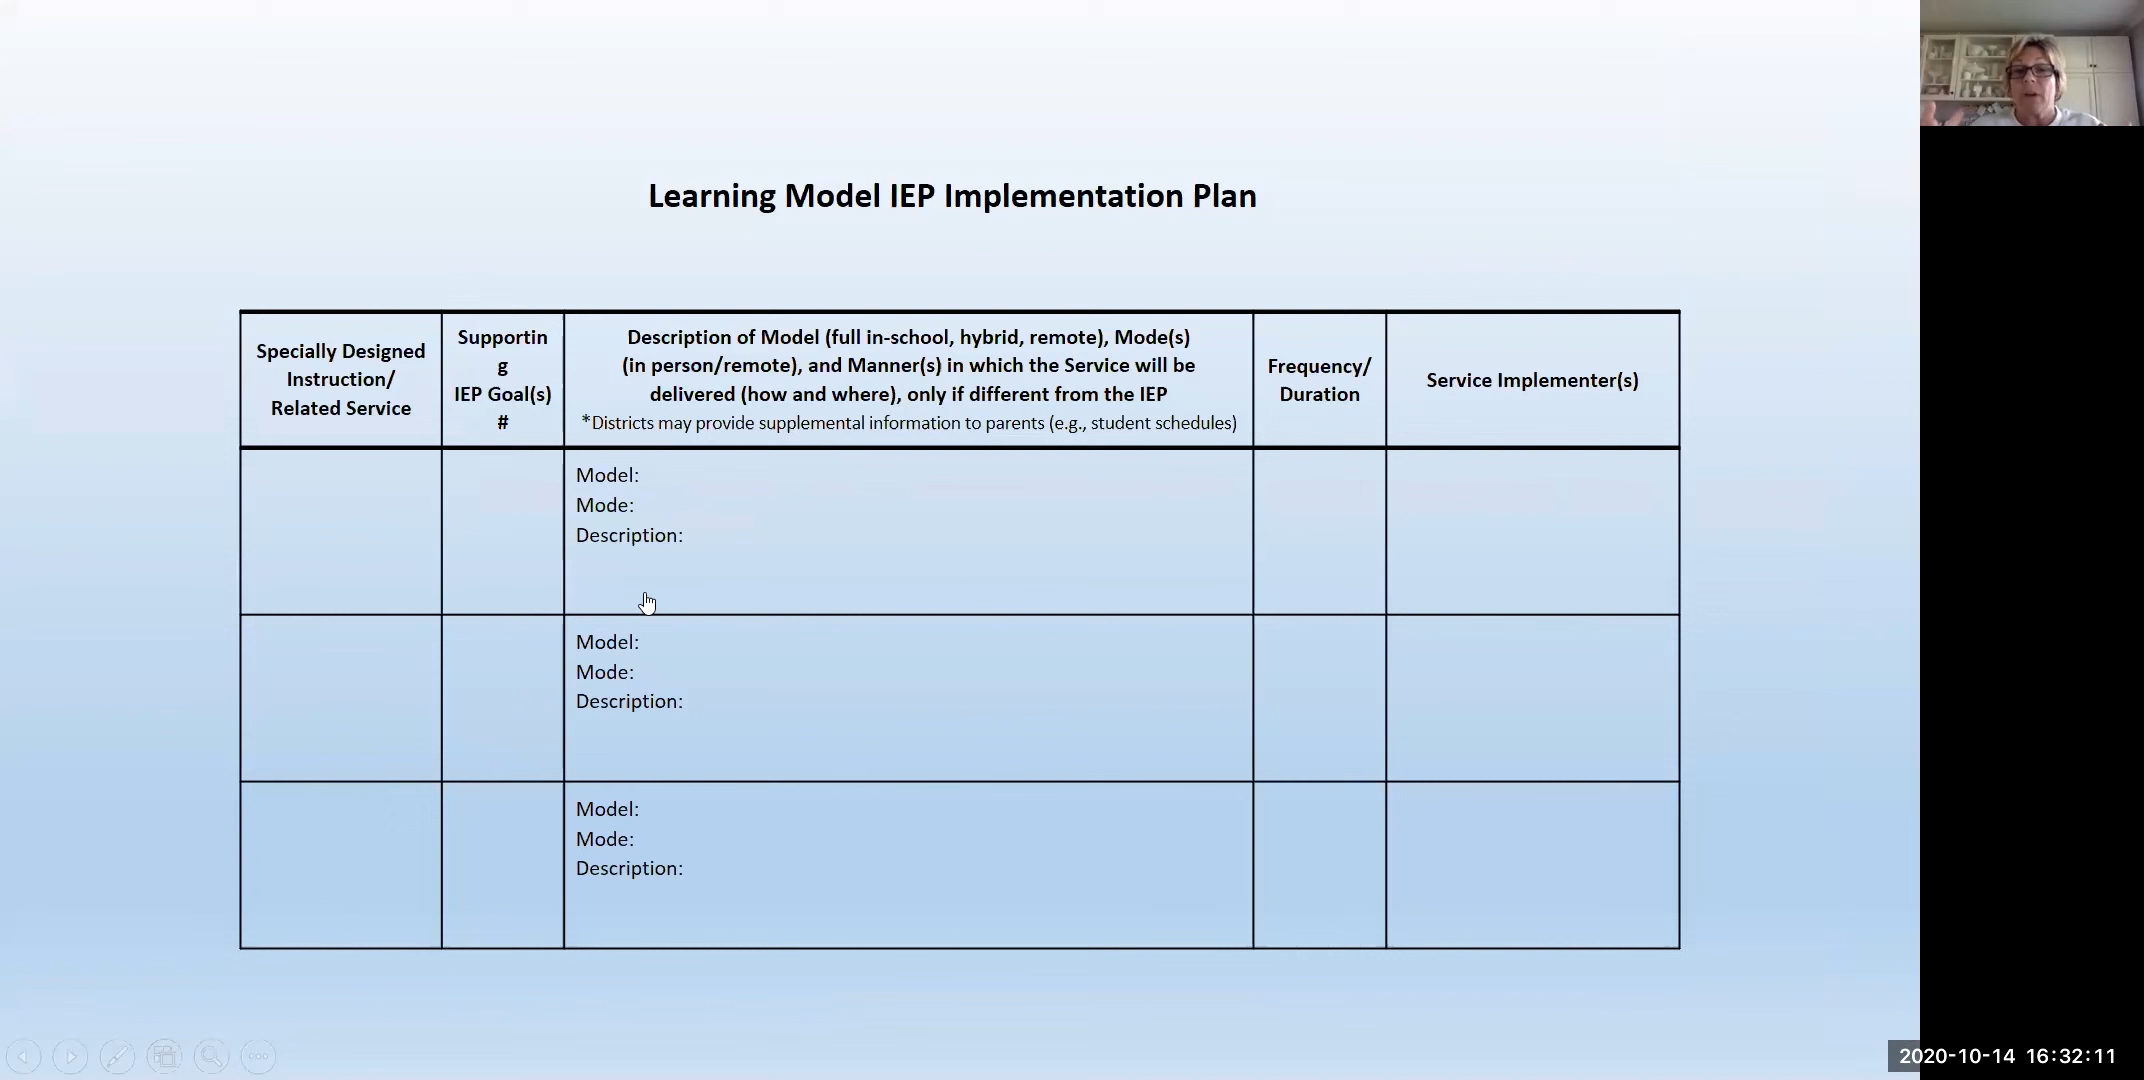 Learning Model IEP Implementation Plan
Specially Designed
Instruction/
Related Service
Supportin
g
IEP Goal(s)
#
Description of Model (full in-school, hybrid, remote), Mode(s)
(in person/remote), and Manner(s) in which the Service will be
delivered (how and where), only if different from the IEP
*Districts may provide supplemental information to parents (e.g., student schedules)
Frequency/
Duration
Service Implementer(s)
Model:
Mode:
Description:
Model:
Mode:
Description:
Model:
Mode:
Description:
2020-10-14 16:32:11